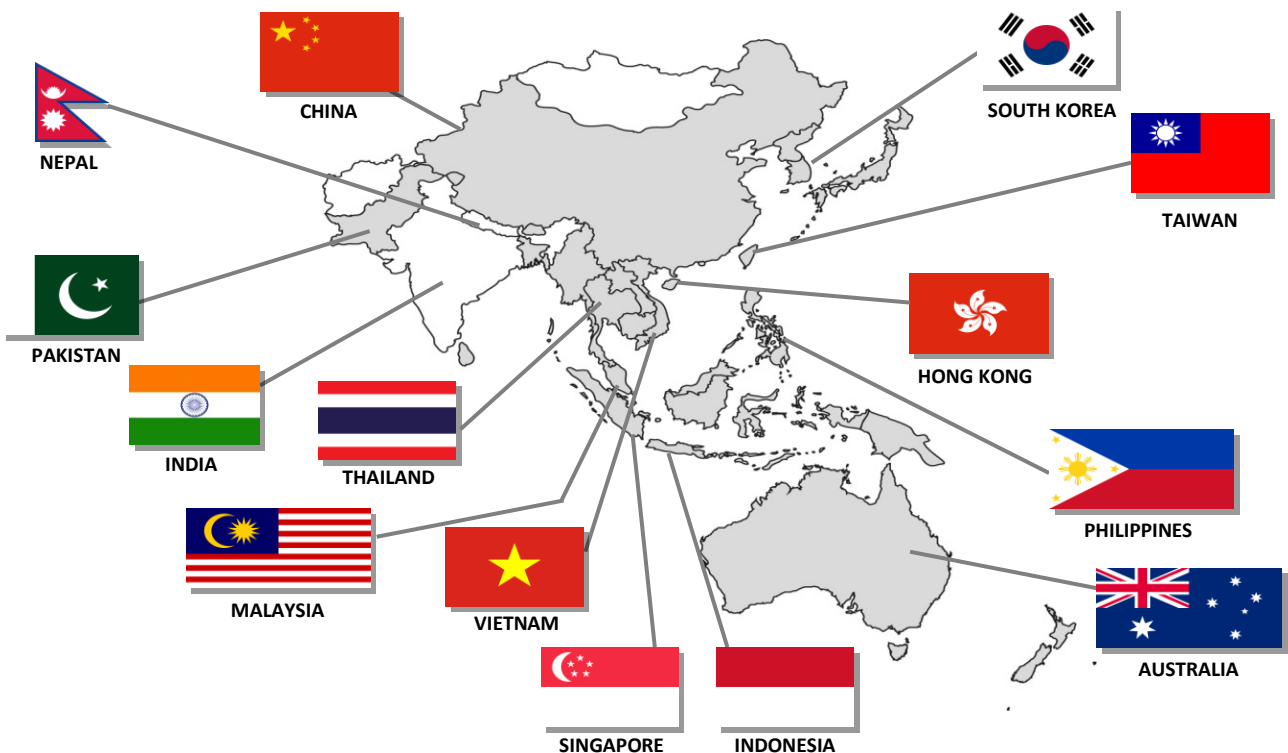 CHINA
SOUTH KOREA
NEPAL
TAIWAN
PAKISTAN
HONG KONG
INDIA
THAILAND
PHILIPPINES
MALAYSIA
VIETNAM
AUSTRALIA
SINGAPORE
INDONESIA